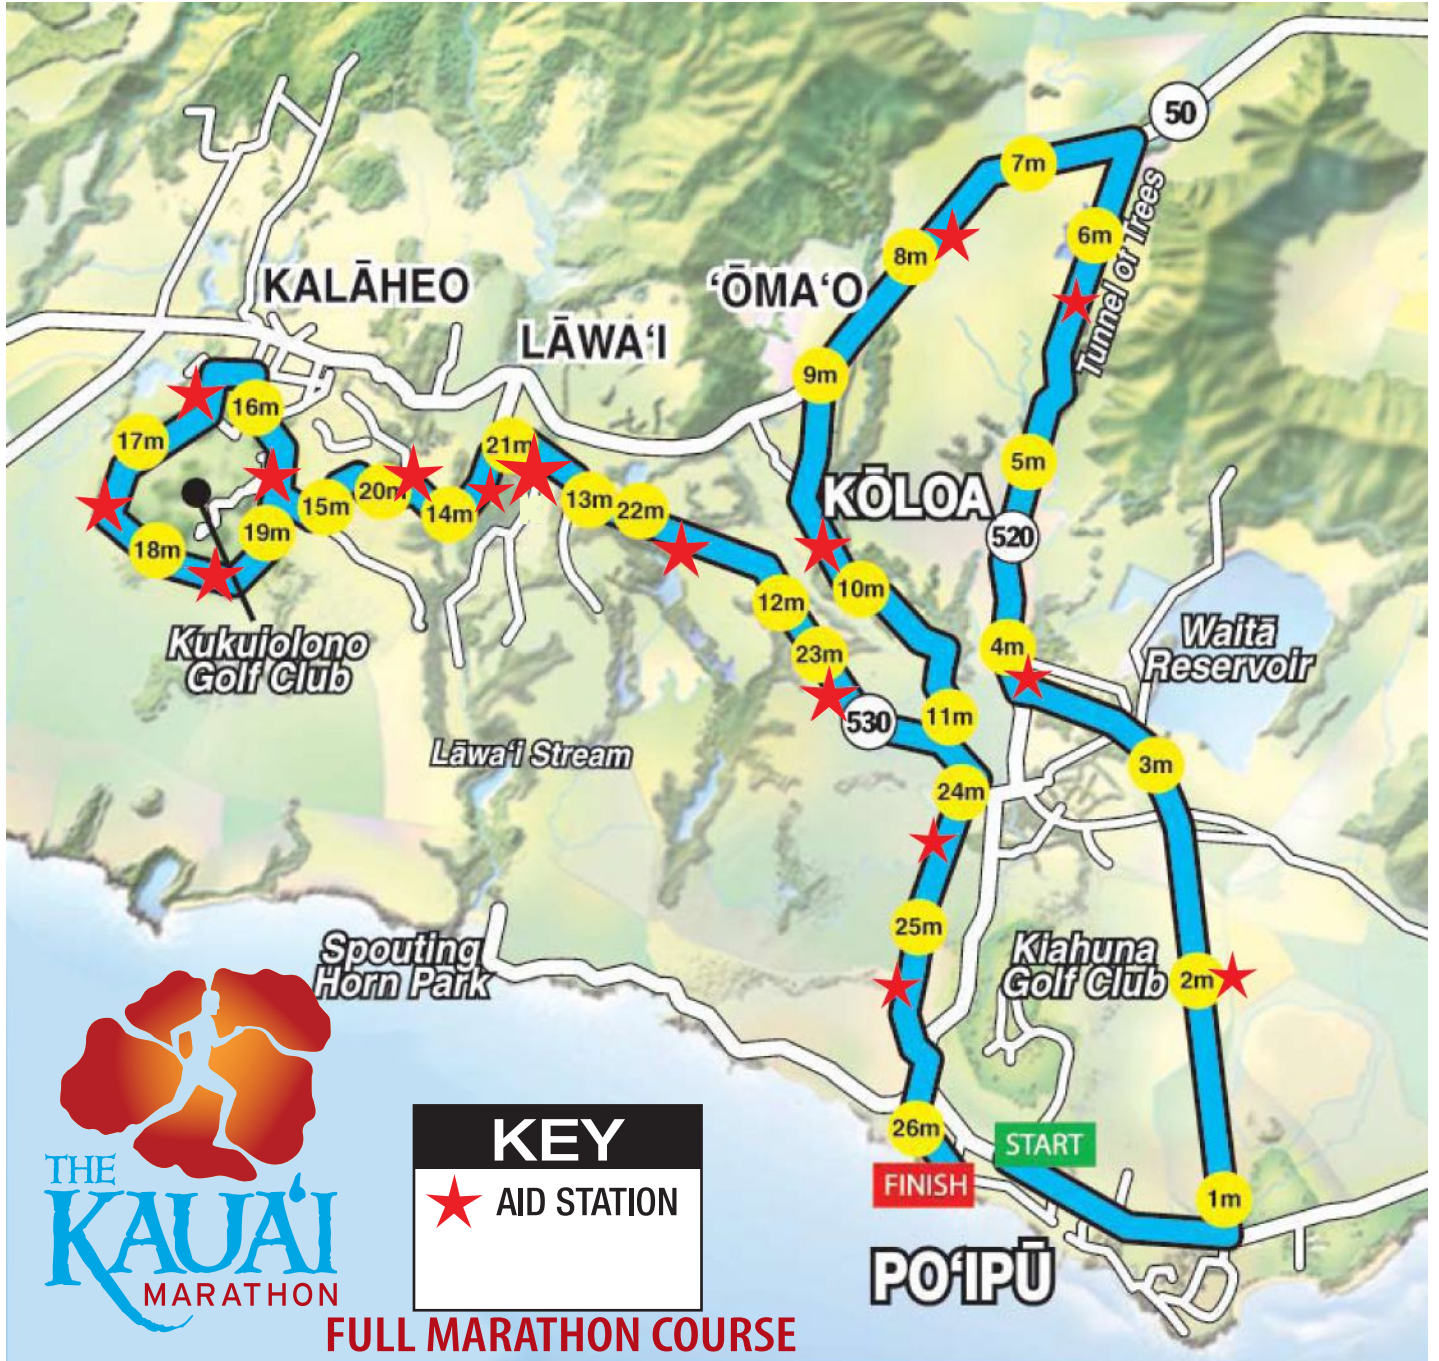 50
7m
6m
Tunnel of Trees
8m
KALĀHEO
ʻŌMAʻO
LĀWAʻI
9m
16m
17m
21m
5m
20m
15m
14m
13m
22m
KŌLOA
19m
18m
520
10m
12m
Kukuiolono
Golf Club
23m
4m
Waitā
Reservoir
530
11m
Lāwaʻi Stream
3m
24m
25m
Spouting
Horn Park
Kiahuna
Golf Club
2m
26m
START
FINISH
1m
POʻIPŪ
THE
KAUAʻI
MARATHON
KEY
AID STATION
FULL MARATHON COURSE